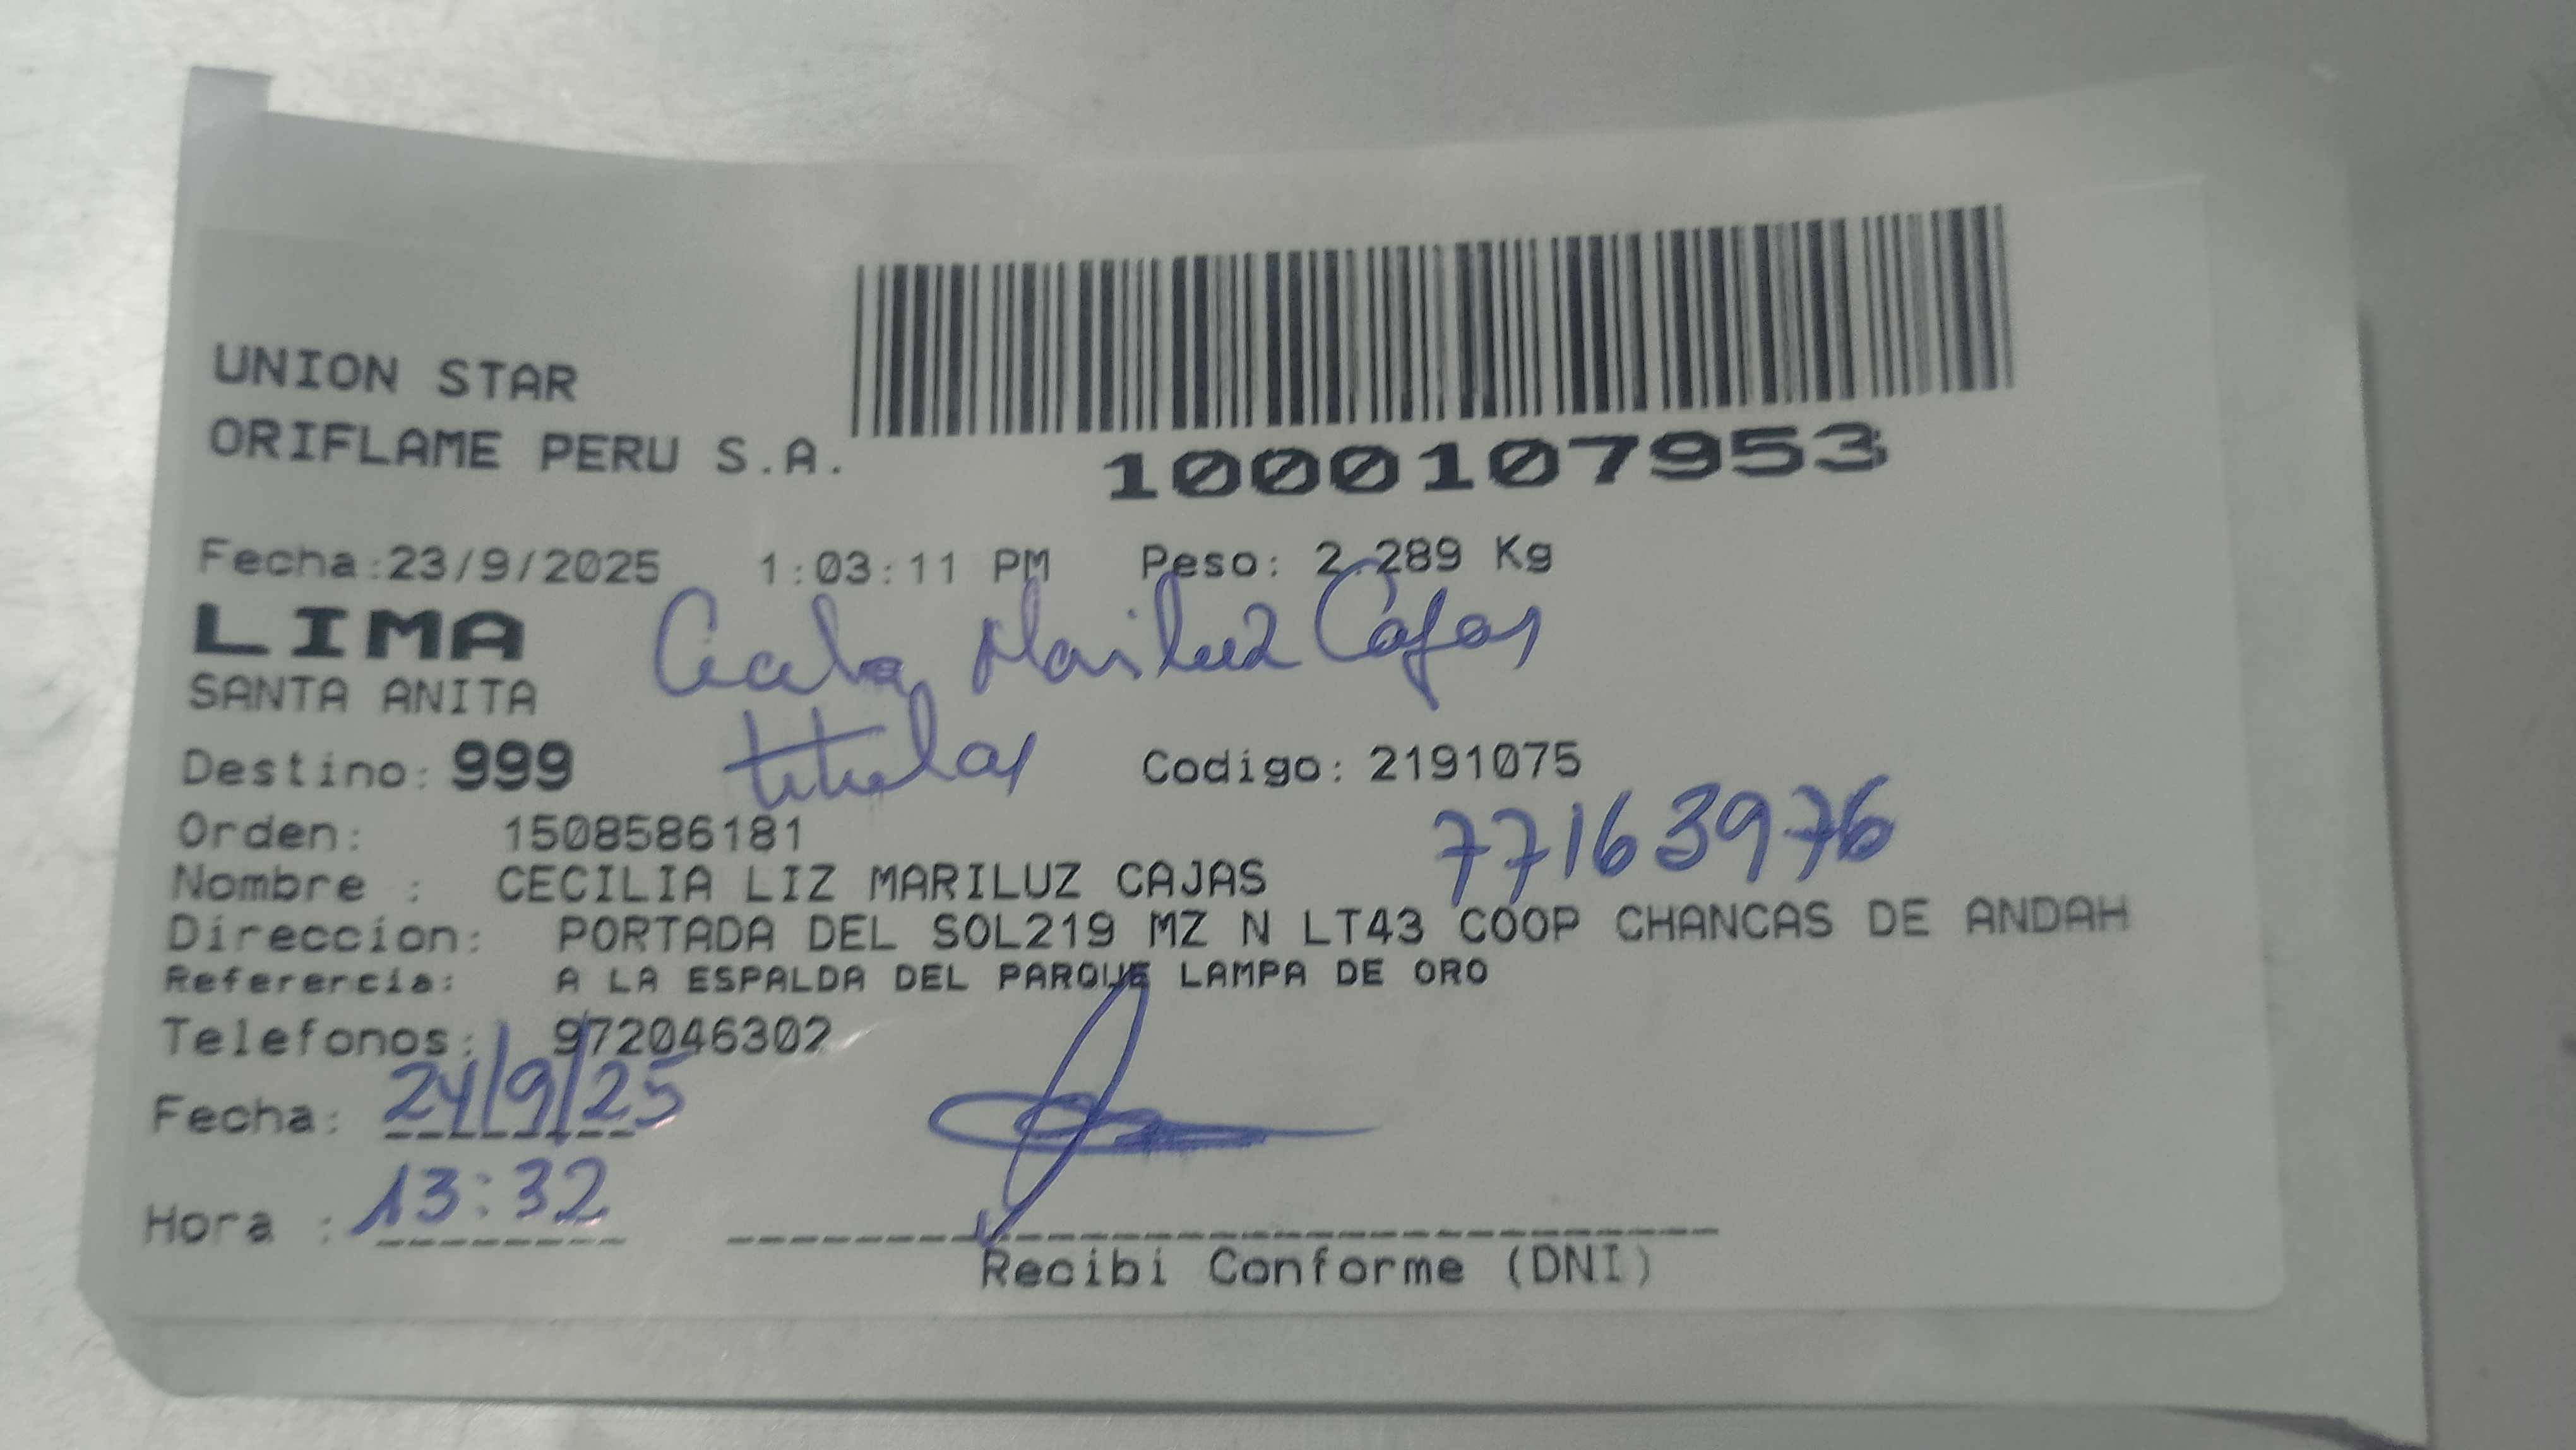 UNION STAR
ORIFLAME PERU S.A.
1000107953
Fecha:23/9/2025 1:03:11 PM Peso: 2.289 Kg
LIMA
Cecilia Mariluz Cajas
SANTA ANITA
titular
Destino: 999 Codigo: 2191075
Orden: 1508586181
77163976
Nombre : CECILIA LIZ MARILUZ CAJAS
Direccion: PORTADA DEL SOL219 MZ N LT43 COOP CHANCAS DE ANDAH
Referercia: A LA ESPALDA DEL PARQUE LAMPA DE ORO
Telefonos: 972046302
Fecha: 24/9/25
Hora : 13:32
Recibi Conforme (DNI)